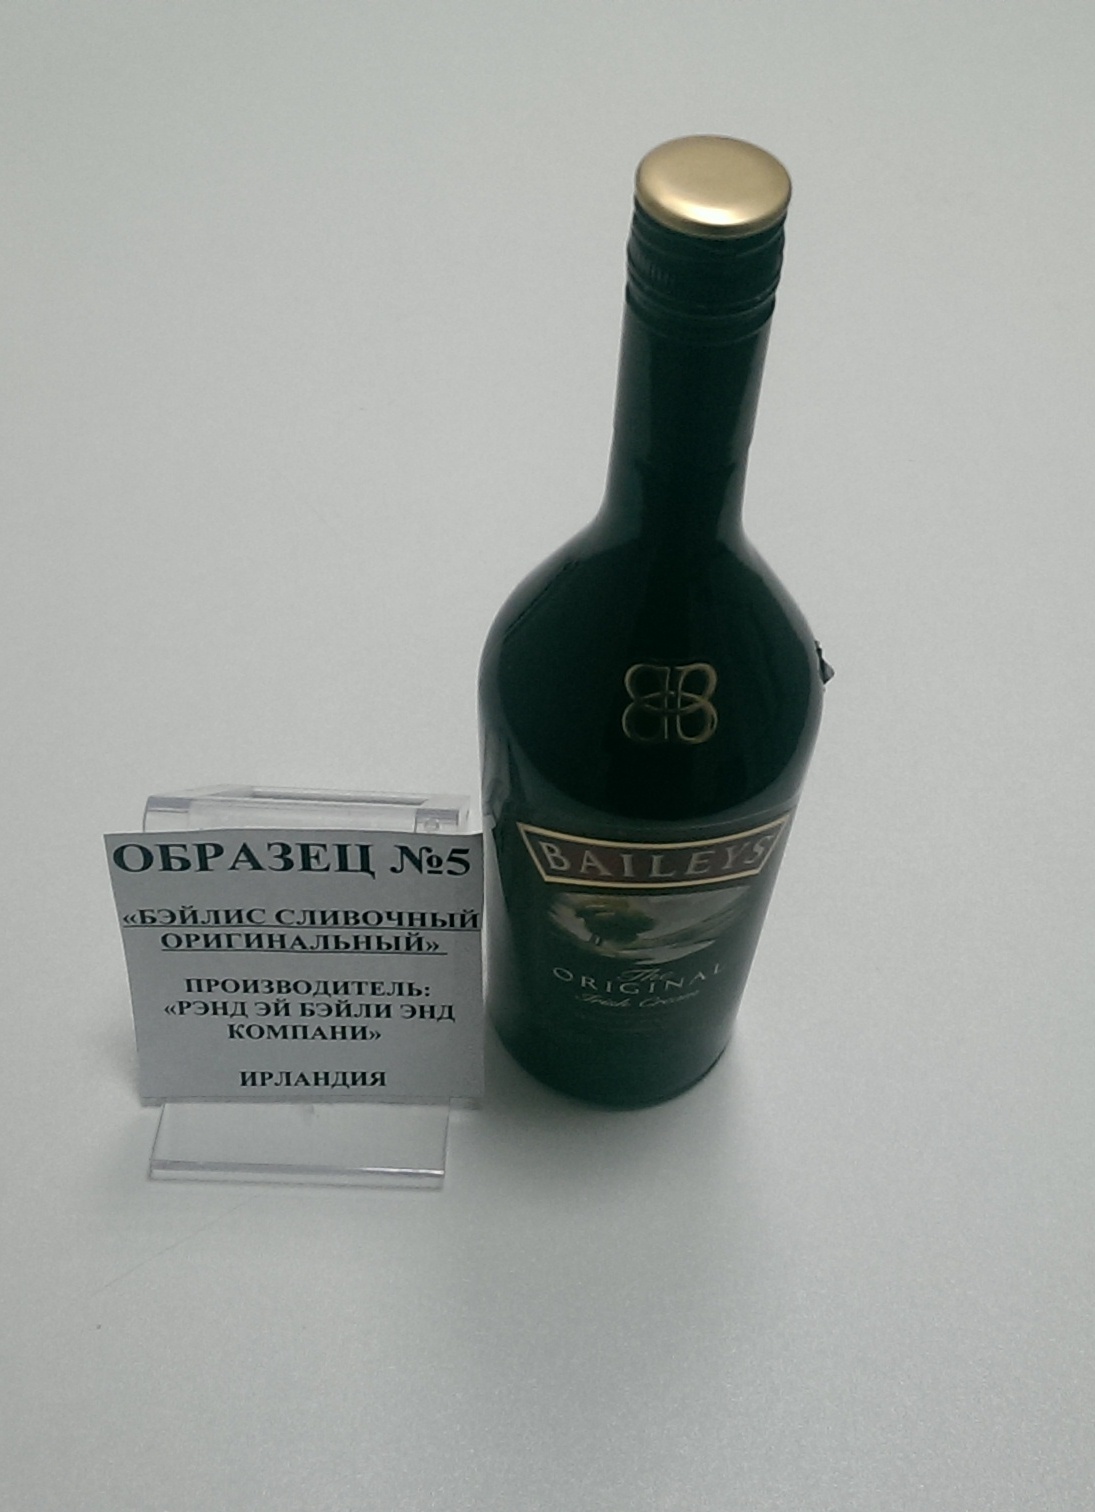 ОБРАЗЕЦ №5
«БЭЙЛИС СЛИВОЧНЫЙ
ОРИГИНАЛЬНЫЙ»
ПРОИЗВОДИТЕЛЬ:
«РЭНД ЭЙ БЭЙЛИ ЭНД
КОМПАНИ»
ИРЛАНДИЯ
BAILEYS
The
ORIGINAL
Irish Cream